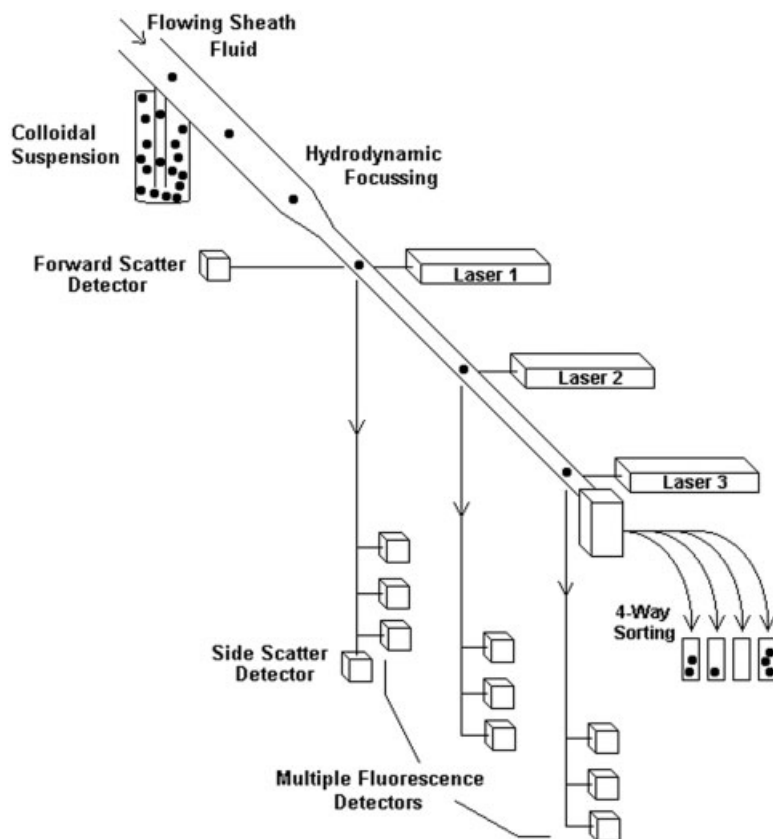 Flowing Sheath
Fluid
Colloidal
Suspension
Hydrodynamic
Focussing
Forward Scatter
Detector
Laser 1
Laser 2
Laser 3
4-Way
Sorting
Side Scatter
Detector
Multiple Fluorescence
Detectors